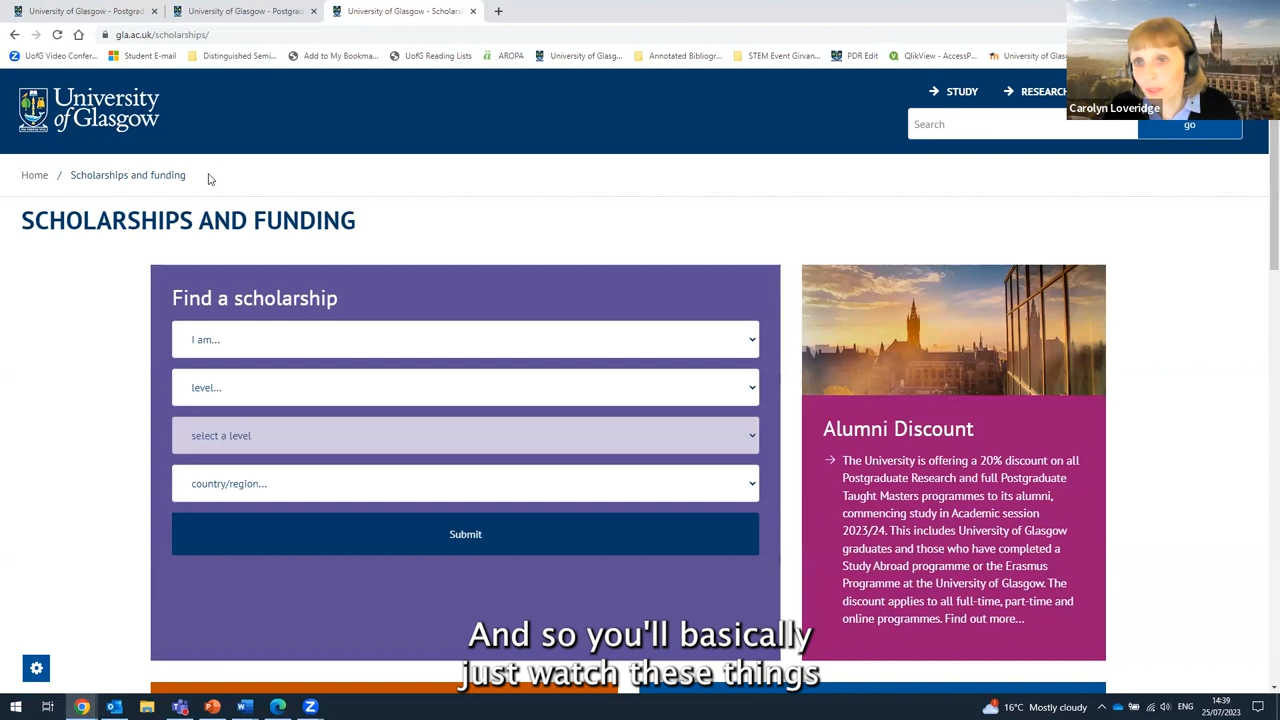 University of Glasgow - Postgrad
University of Glasgow - Postgra
University of Glasgow - Scholars
gla.ac.uk/scholarships/
UofG Video Confer...
Student E-mail
Distinguished Semi...
Add to My Bookma...
UofG Reading Lists
AROPA
University of Glasg...
Annotated Bibliogr...
STEM Event Girvan...
PDR Edit
QlikView - AccessP...
University of Glasgo
University of Glasgow
STUDY
RESEARCH
Carolyn Loveridge
Search
go
Home / Scholarships and funding
SCHOLARSHIPS AND FUNDING
Find a scholarship
I am...
level...
select a level
country/region...
Submit
Alumni Discount
The University is offering a 20% discount on all
Postgraduate Research and full Postgraduate
Taught Masters programmes to its alumni,
commencing study in Academic session
2023/24. This includes University of Glasgow
graduates and those who have completed a
Study Abroad programme or the Erasmus
Programme at the University of Glasgow. The
discount applies to all full-time, part-time and
online programmes. Find out more...
And so you'll basically
just watch these things
16°C Mostly cloudy
ENG
14:39
25/07/2023